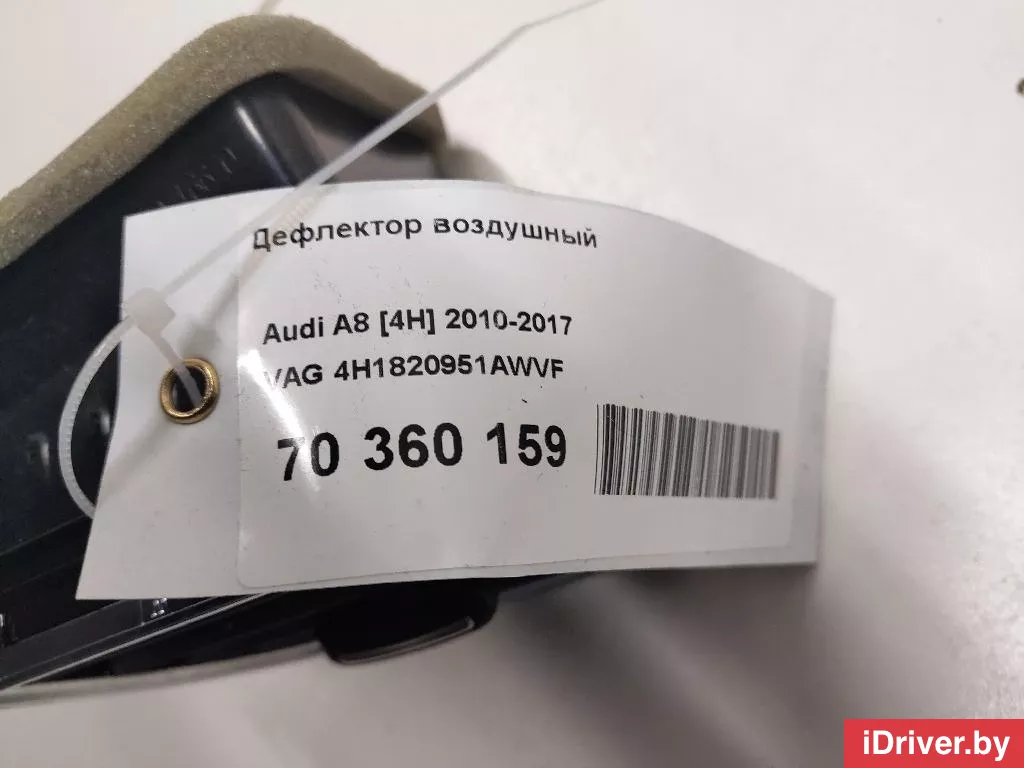 Дефлектор воздушный
Audi A8 [4H] 2010-2017
VAG 4H1820951AWVF
70 360 159
iDriver.by